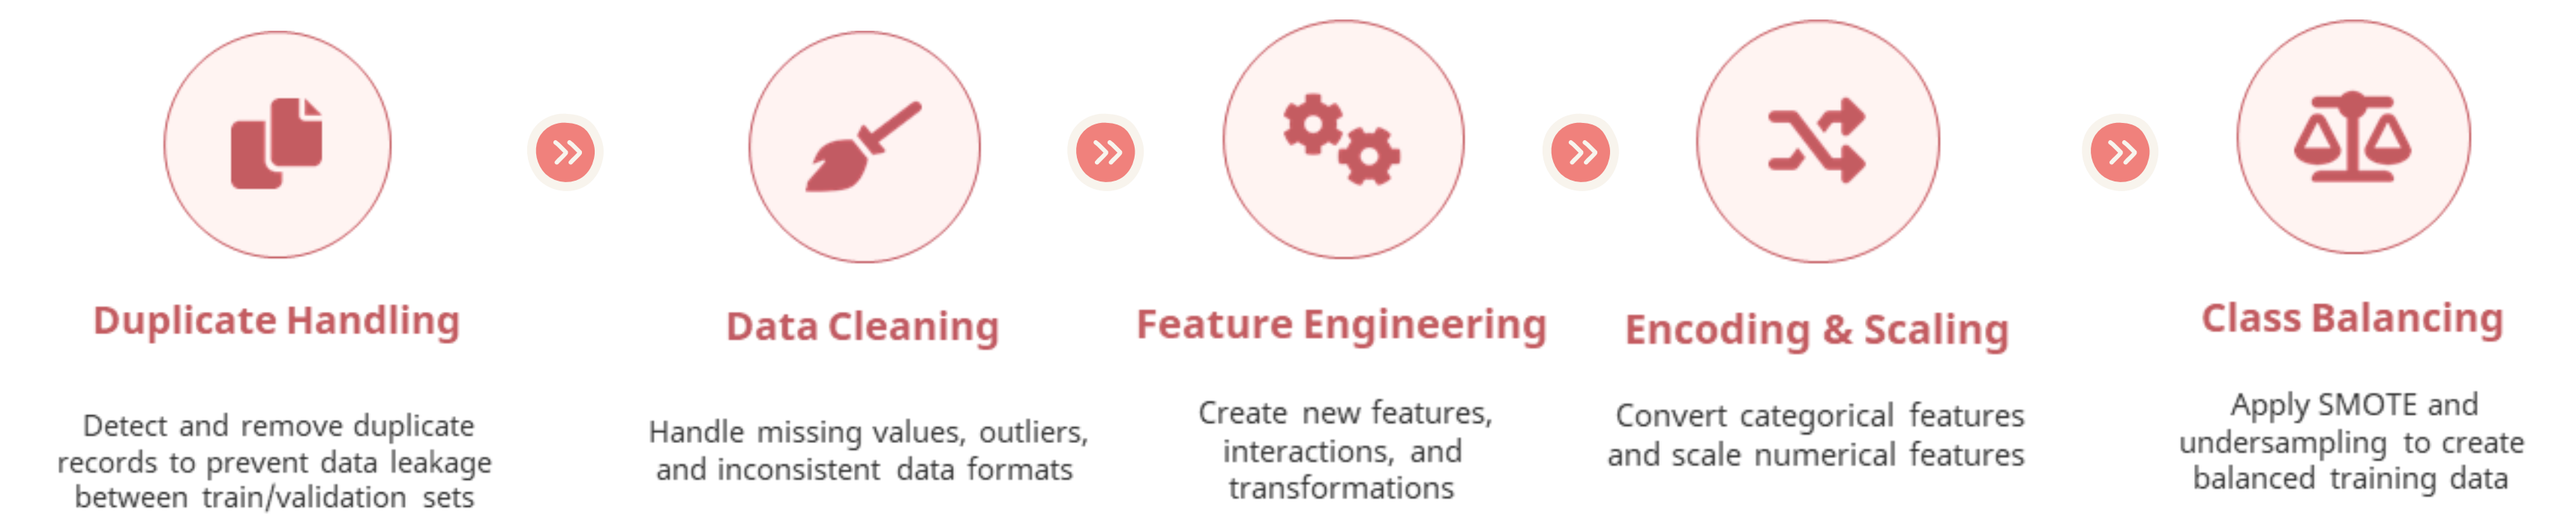 Duplicate Handling
Detect and remove duplicate
records to prevent data leakage
between train/validation sets
Data Cleaning
Handle missing values, outliers,
and inconsistent data formats
Feature Engineering
Create new features,
interactions, and
transformations
Encoding & Scaling
Convert categorical features
and scale numerical features
Class Balancing
Apply SMOTE and
undersampling to create
balanced training data